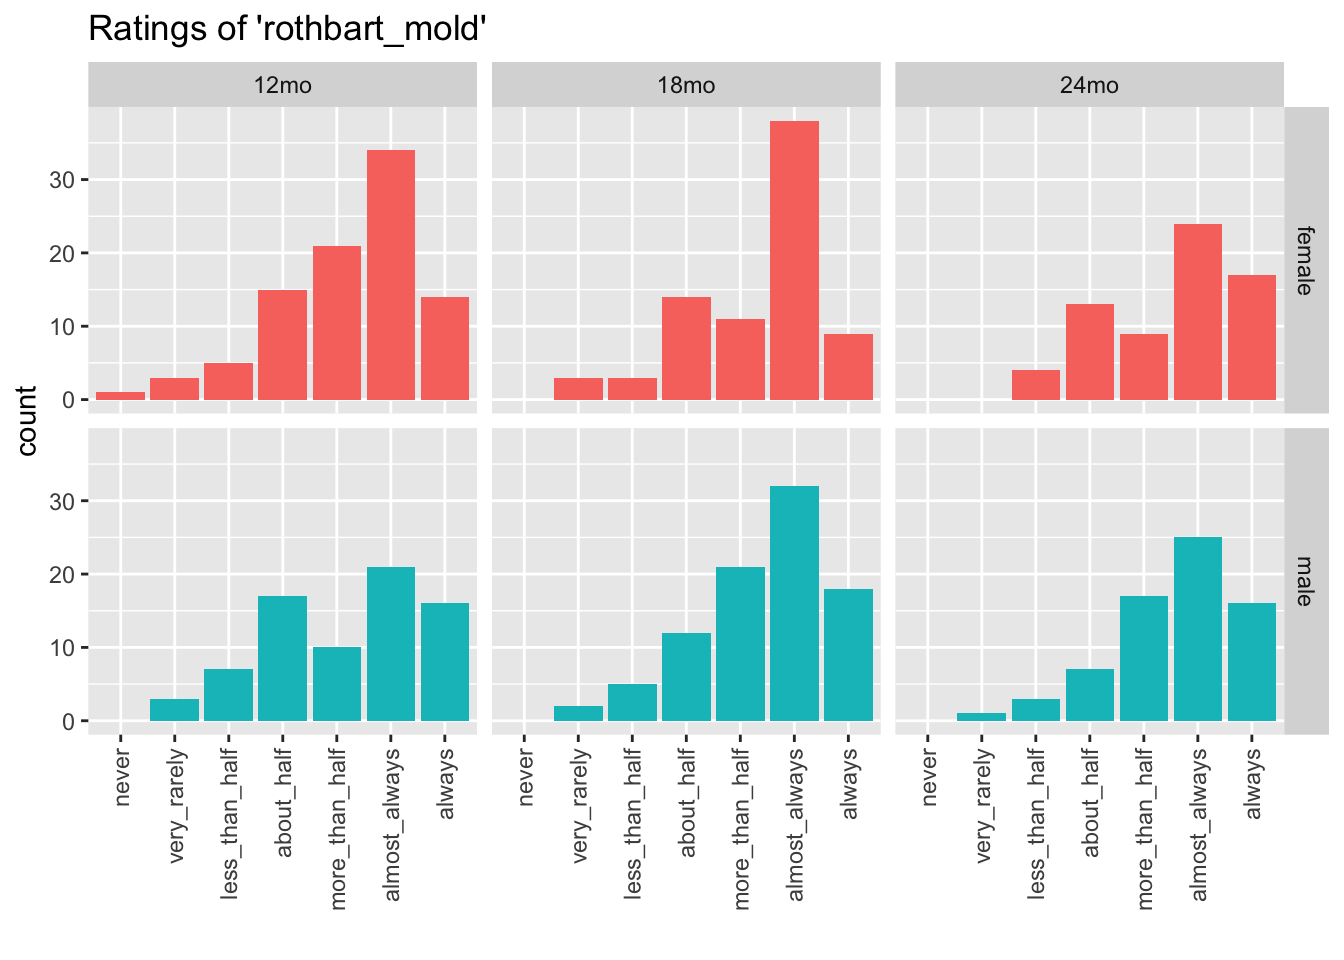 Ratings of 'rothbart_mold'
12mo 18mo 24mo
30
20
10
0
female
count
30
20
10
0
male
never very_rarely less_than_half about_half more_than_half almost_always always
never very_rarely less_than_half about_half more_than_half almost_always always
never very_rarely less_than_half about_half more_than_half almost_always always